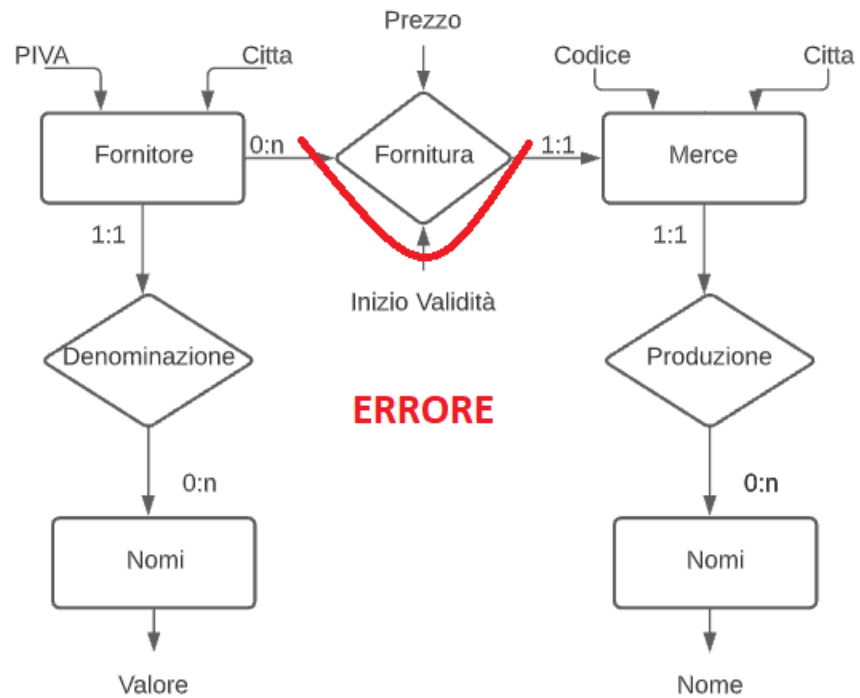 Prezzo
PIVA
Citta
Codice
Citta
Fornitore
0:n
Fornitura
1:1
Merce
1:1
1:1
Inizio Validità
Denominazione
Produzione
ERRORE
0:n
0:n
Nomi
Nomi
Valore
Nome